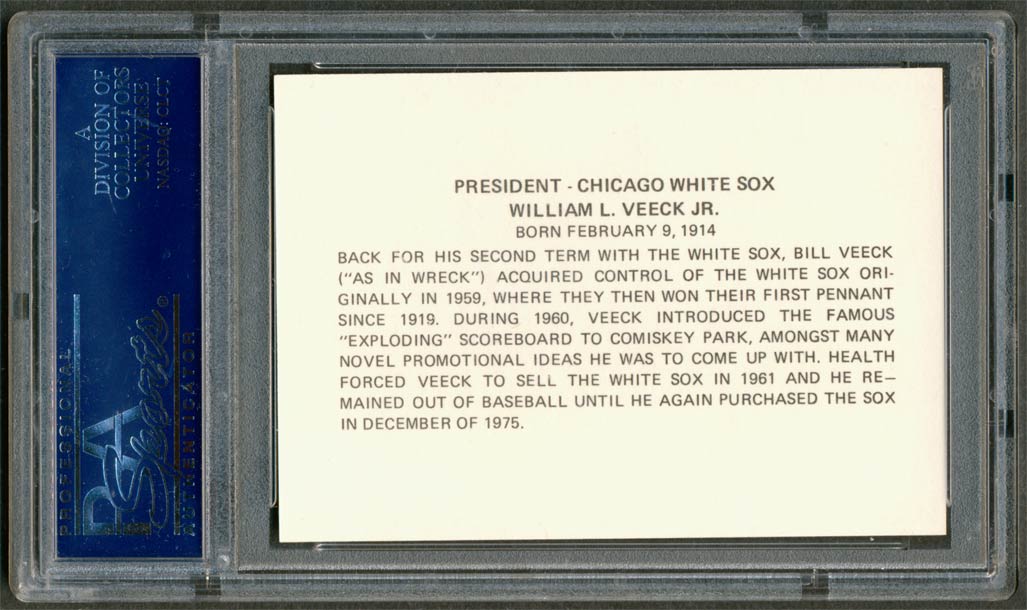 A
DIVISION OF
COLLECTORS
UNIVERSE
NASDAQ: CLCT
PROFESSIONAL
PSA
Sports ®
AUTHENTICATOR
PRESIDENT - CHICAGO WHITE SOX
WILLIAM L. VEECK JR.
BORN FEBRUARY 9, 1914
BACK FOR HIS SECOND TERM WITH THE WHITE SOX, BILL VEECK
("AS IN WRECK") ACQUIRED CONTROL OF THE WHITE SOX ORI-
GINALLY IN 1959, WHERE THEY THEN WON THEIR FIRST PENNANT
SINCE 1919. DURING 1960, VEECK INTRODUCED THE FAMOUS
"EXPLODING" SCOREBOARD TO COMISKEY PARK, AMONGST MANY
NOVEL PROMOTIONAL IDEAS HE WAS TO COME UP WITH. HEALTH
FORCED VEECK TO SELL THE WHITE SOX IN 1961 AND HE RE–
MAINED OUT OF BASEBALL UNTIL HE AGAIN PURCHASED THE SOX
IN DECEMBER OF 1975.